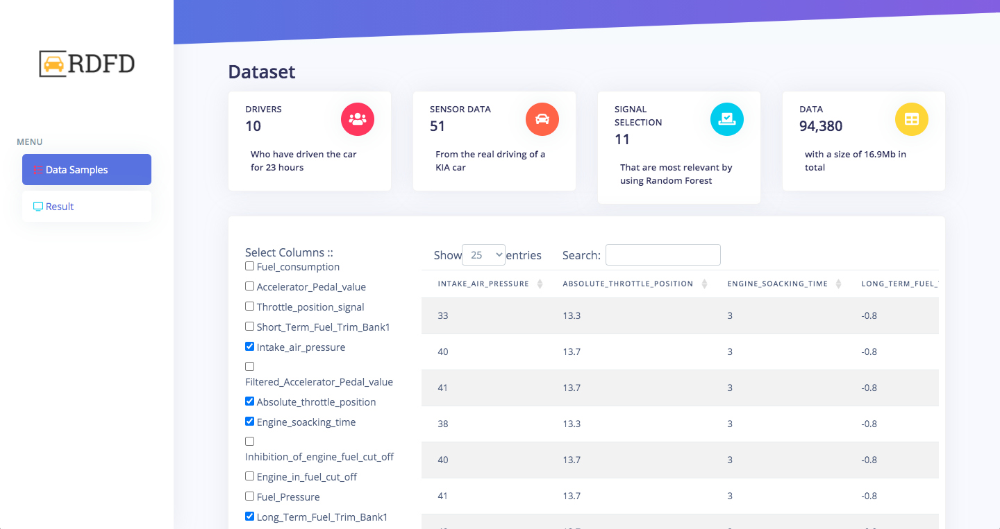 RDFD
MENU
Data Samples
Result
Dataset
DRIVERS
10
Who have driven the car
for 23 hours
SENSOR DATA
51
From the real driving of a
KIA car
SIGNAL
SELECTION
11
That are most relevant by
using Random Forest
DATA
94,380
with a size of 16.9Mb in
total
Select Columns ::
Fuel_consumption
Accelerator_Pedal_value
Throttle_position_signal
Short_Term_Fuel_Trim_Bank1
Intake_air_pressure
Filtered_Accelerator_Pedal_value
Absolute_throttle_position
Engine_soacking_time
Inhibition_of_engine_fuel_cut_off
Engine_in_fuel_cut_off
Fuel_Pressure
Long_Term_Fuel_Trim_Bank1
Show 25 entries Search:
INTAKE_AIR_PRESSURE ABSOLUTE_THROTTLE_POSITION ENGINE_SOACKING_TIME LONG_TERM_FUEL_
33 13.3 3 -0.8
40 13.7 3 -0.8
41 13.7 3 -0.8
38 13.3 3 -0.8
40 13.7 3 -0.8
41 13.7 3 -0.8